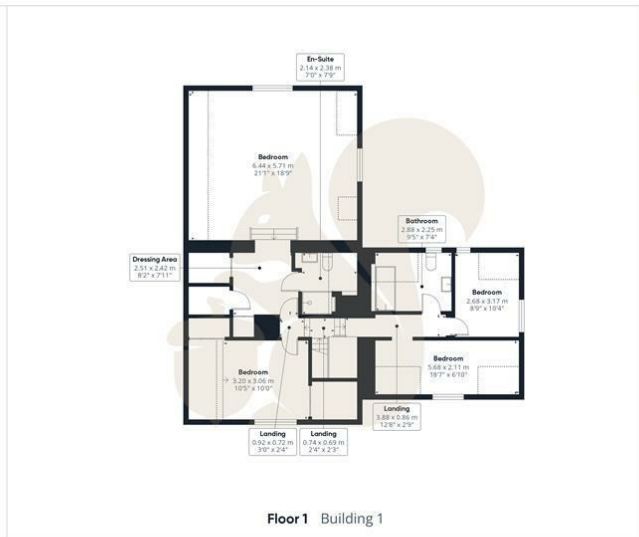 En-Suite
2.14 x 2.38 m
7'0" x 7'9"
Bedroom
6.44 x 5.71 m
21'1" x 18'9"
Bathroom
2.88 x 2.25 m
9'5" x 7'4"
Dressing Area
2.51 x 2.42 m
8'2" x 7'11"
Bedroom
2.68 x 3.17 m
8'9" x 10'4"
Bedroom
5.68 x 2.11 m
18'7" x 6'10"
Bedroom
3.20 x 3.06 m
10'5" x 10'0"
Landing
3.88 x 0.86 m
12'8" x 2'9"
Landing
0.92 x 0.72 m
3'0" x 2'4"
Landing
0.74 x 0.69 m
2'4" x 2'3"
Floor 1 Building 1